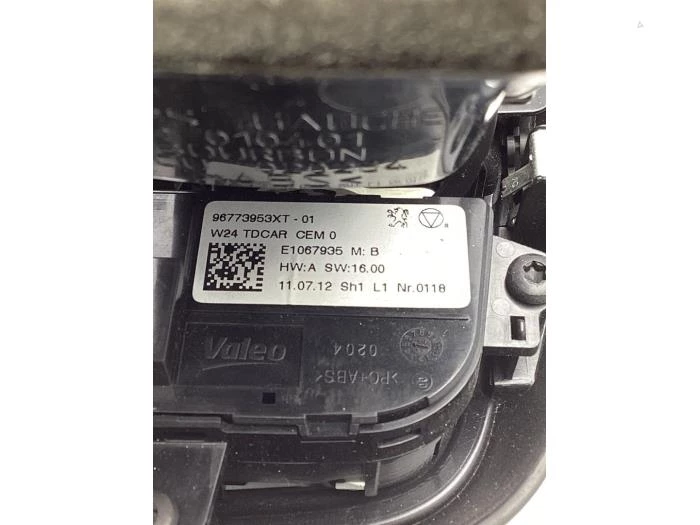 96773953XT - 01
W24 TDCAR CEM 0
E1067935 M: B
HW:A SW:16.00
11.07.12 Sh1 L1 Nr.0118
Valeo
0204
>PC+ABS<